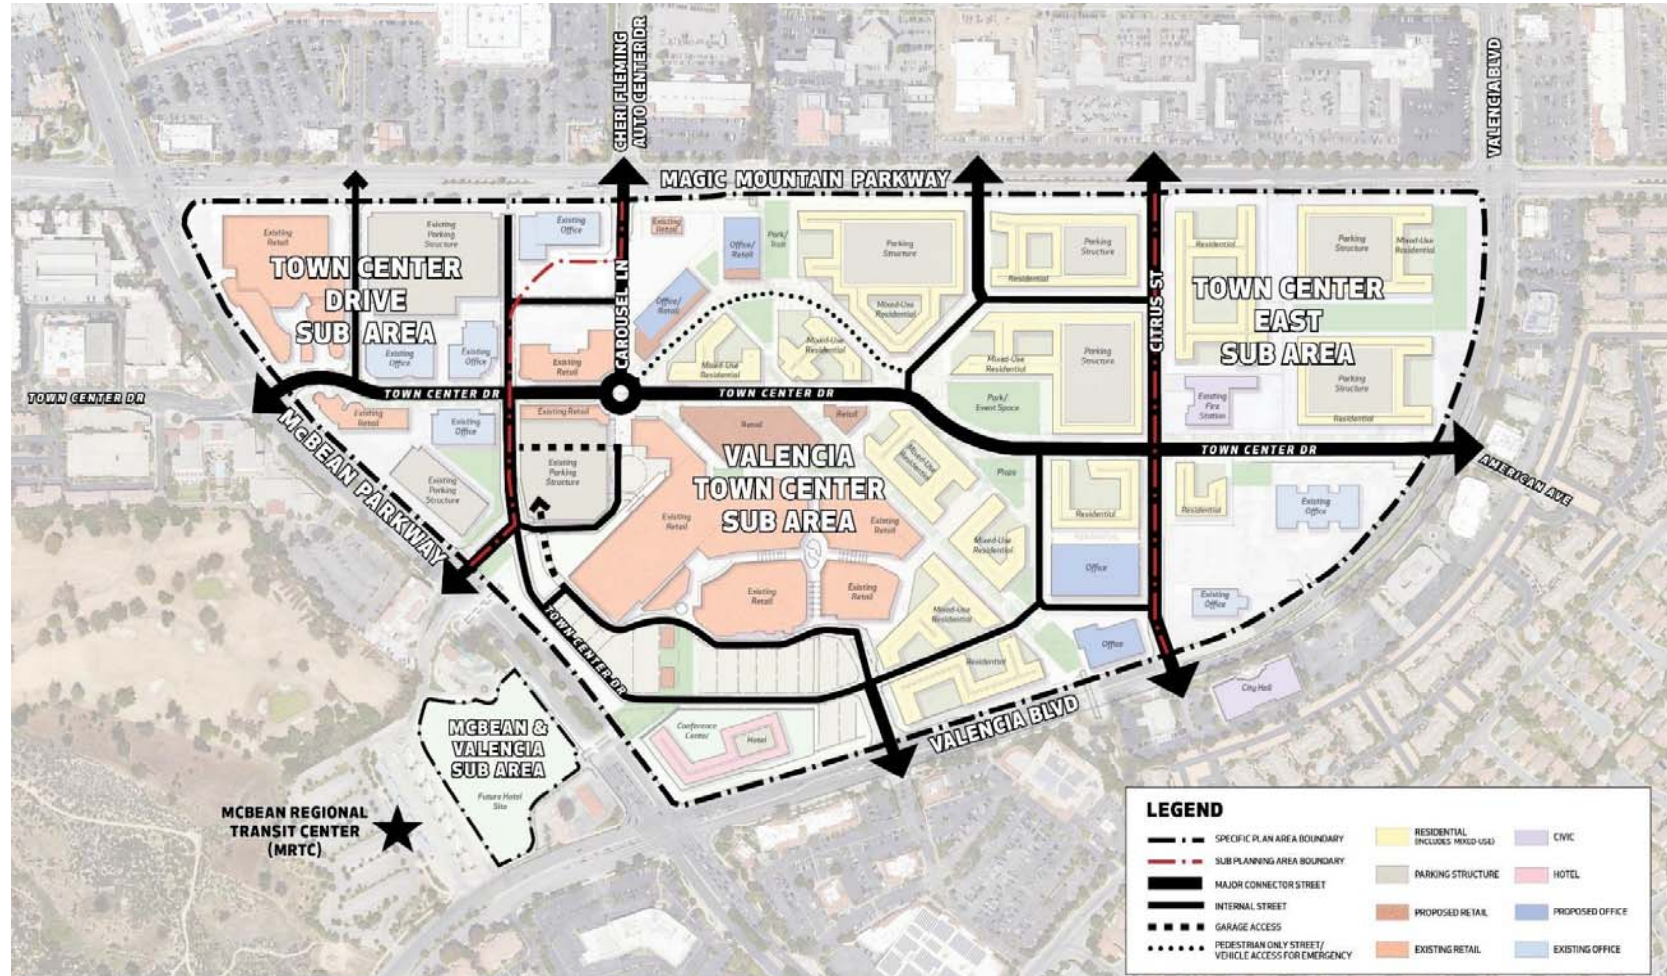 CHERI FLEMING
AUTO CENTER DR
VALENCIA BLVD
MAGIC MOUNTAIN PARKWAY
Existing
Retail
Existing
Parking
Structure
Existing
Office
Existing
Retail
Office/
Retail
Park/
Trail
Parking
Structure
Parking
Structure
Residential
Residential
Parking
Structure
Mixed-Use
Residential
TOWN CENTER
DRIVE
SUB AREA
CAROUSEL LN
Office/
Retail
Mixed-Use
Residential
CITRUS ST
TOWN CENTER
EAST
SUB AREA
Existing
Office
Existing
Office
Existing
Retail
Mixed-Use
Residential
Mixed-Use
Residential
Mixed-Use
Residential
Parking
Structure
Parking
Structure
Residential
TOWN CENTER DR
TOWN CENTER DR
TOWN CENTER DR
Existing
Retail
Existing
Office
Existing Retail
Retail
Retail
Park/
Event Space
Existing
Fire
Station
McBEAN PARKWAY
Existing
Parking
Structure
Existing
Parking
Structure
VALENCIA
TOWN CENTER
SUB AREA
Mixed-Use
Residential
Plaza
TOWN CENTER DR
AMERICAN AVE
Existing
Retail
Existing
Retail
Mixed-Use
Residential
Residential
Residential
Existing
Office
Office
Existing
Retail
Existing
Retail
Mixed-Use
Residential
Existing
Office
TOWN CENTER DR
Residential
Office
City Hall
Conference
Center
Hotel
VALENCIA BLVD
MCBEAN &
VALENCIA
SUB AREA
Future Hotel
Site
MCBEAN REGIONAL
TRANSIT CENTER
(MRTC)
LEGEND
SPECIFIC PLAN AREA BOUNDARY
SUB PLANNING AREA BOUNDARY
MAJOR CONNECTOR STREET
INTERNAL STREET
GARAGE ACCESS
PEDESTRIAN ONLY STREET/
VEHICLE ACCESS FOR EMERGENCY
RESIDENTIAL
(INCLUDES MIXED-USE)
PARKING STRUCTURE
PROPOSED RETAIL
EXISTING RETAIL
CIVIC
HOTEL
PROPOSED OFFICE
EXISTING OFFICE